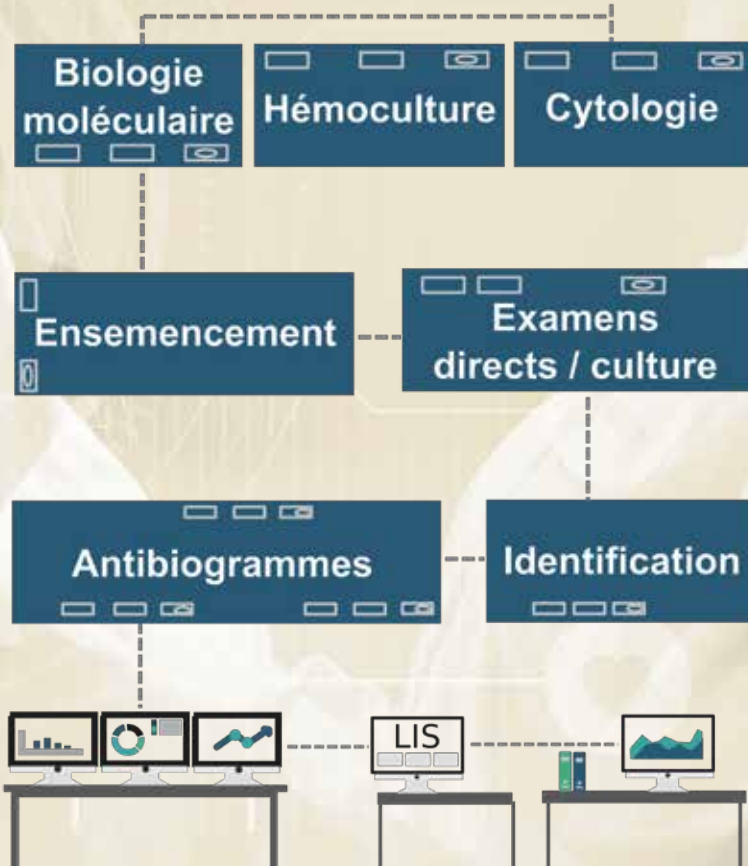 Biologie
moléculaire
Hémoculture
Cytologie
Ensemencement
Examens
directs / culture
Antibiogrammes
Identification
LIS